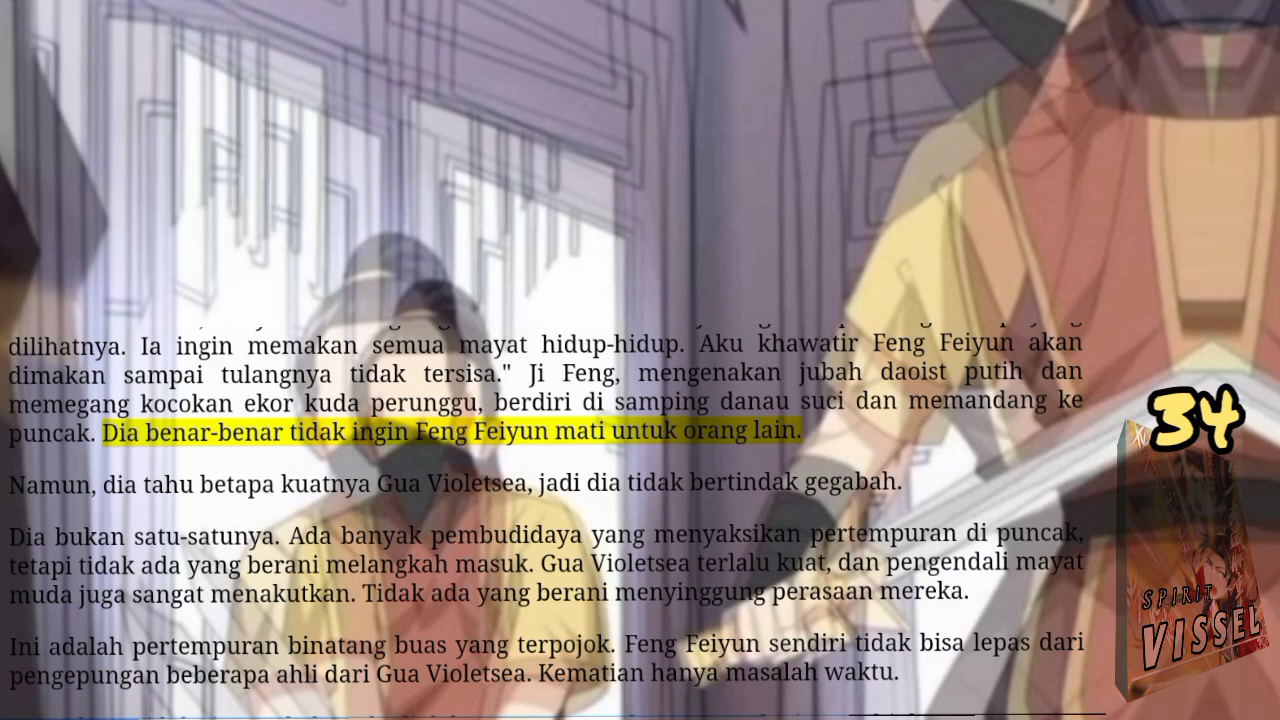 dilihatnya. Ia ingin memakan semua mayat hidup-hidup. Aku khawatir Feng Feiyun akan
dimakan sampai tulangnya tidak tersisa." Ji Feng, mengenakan jubah daoist putih dan
memegang kocokan ekor kuda perunggu, berdiri di samping danau suci dan memandang ke
puncak. Dia benar-benar tidak ingin Feng Feiyun mati untuk orang lain.
Namun, dia tahu betapa kuatnya Gua Violetsea, jadi dia tidak bertindak gegabah.
Dia bukan satu-satunya. Ada banyak pembudidaya yang menyaksikan pertempuran di puncak,
tetapi tidak ada yang berani melangkah masuk. Gua Violetsea terlalu kuat, dan pengendali mayat
muda juga sangat menakutkan. Tidak ada yang berani menyinggung perasaan mereka.
Ini adalah pertempuran binatang buas yang terpojok. Feng Feiyun sendiri tidak bisa lepas dari
pengepungan beberapa ahli dari Gua Violetsea. Kematian hanya masalah waktu.
34
SPIRIT
VISSEL